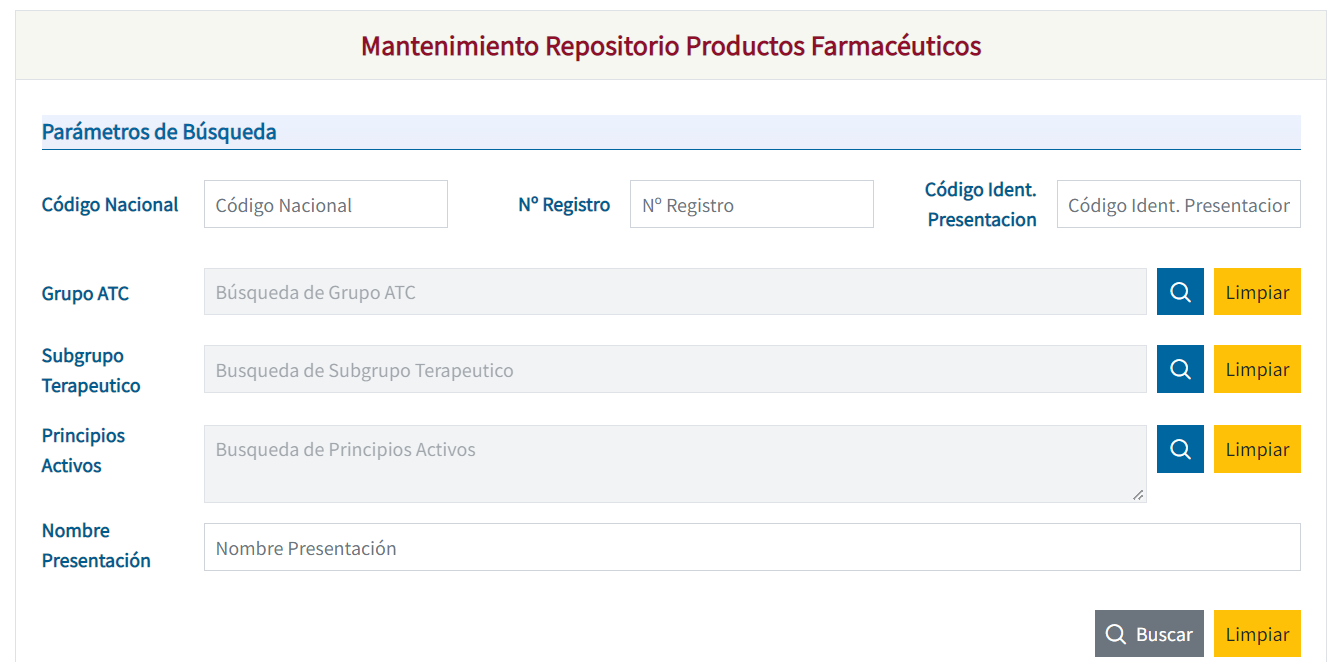 Mantenimiento Repositorio Productos Farmacéuticos
Parámetros de Búsqueda
Código Nacional
Código Nacional
Nº Registro
Nº Registro
Código Ident.
Presentacion
Código Ident. Presentacion
Grupo ATC
Búsqueda de Grupo ATC
Limpiar
Subgrupo
Terapeutico
Busqueda de Subgrupo Terapeutico
Limpiar
Principios
Activos
Busqueda de Principios Activos
Limpiar
Nombre
Presentación
Nombre Presentación
Buscar
Limpiar